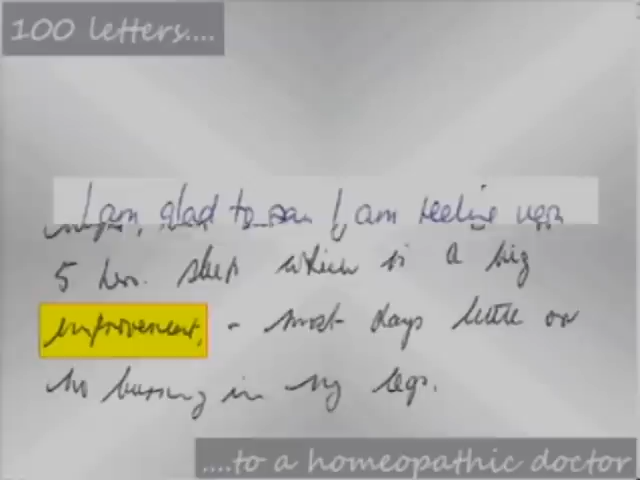 100 letters....
I am glad to say I am feeling very
5 hrs. sleep which is a big
improvement, - most days little or
no burning in my legs.
....to a homeopathic doctor